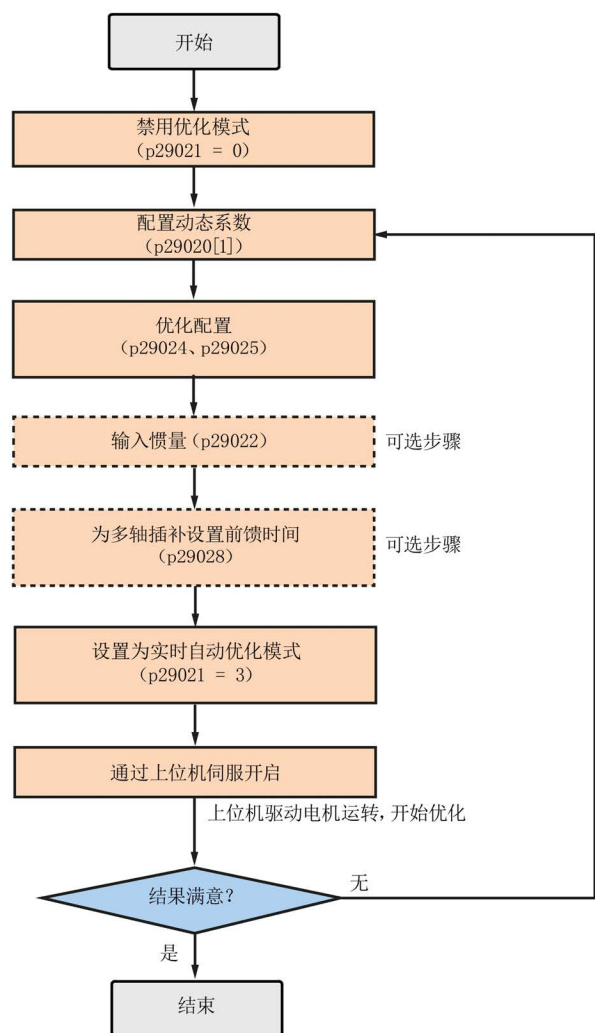 开始
禁用优化模式
(p29021 = 0)
配置动态系数
(p29020[1])
优化配置
(p29024、p29025)
输入惯量(p29022)
可选步骤
为多轴插补设置前馈时间
(p29028)
可选步骤
设置为实时自动优化模式
(p29021 = 3)
通过上位机伺服开启
上位机驱动电机运转,开始优化
结果满意?
无
是
结束